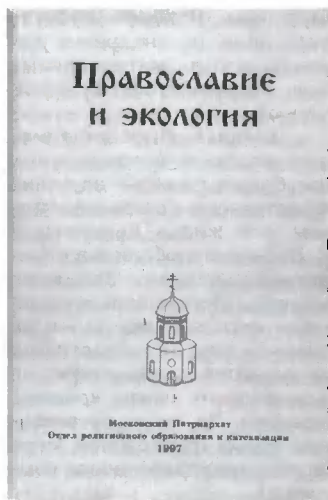 Православие
и экология
Московский Патриархат
Отдел религиозного образования и катехизации
1997